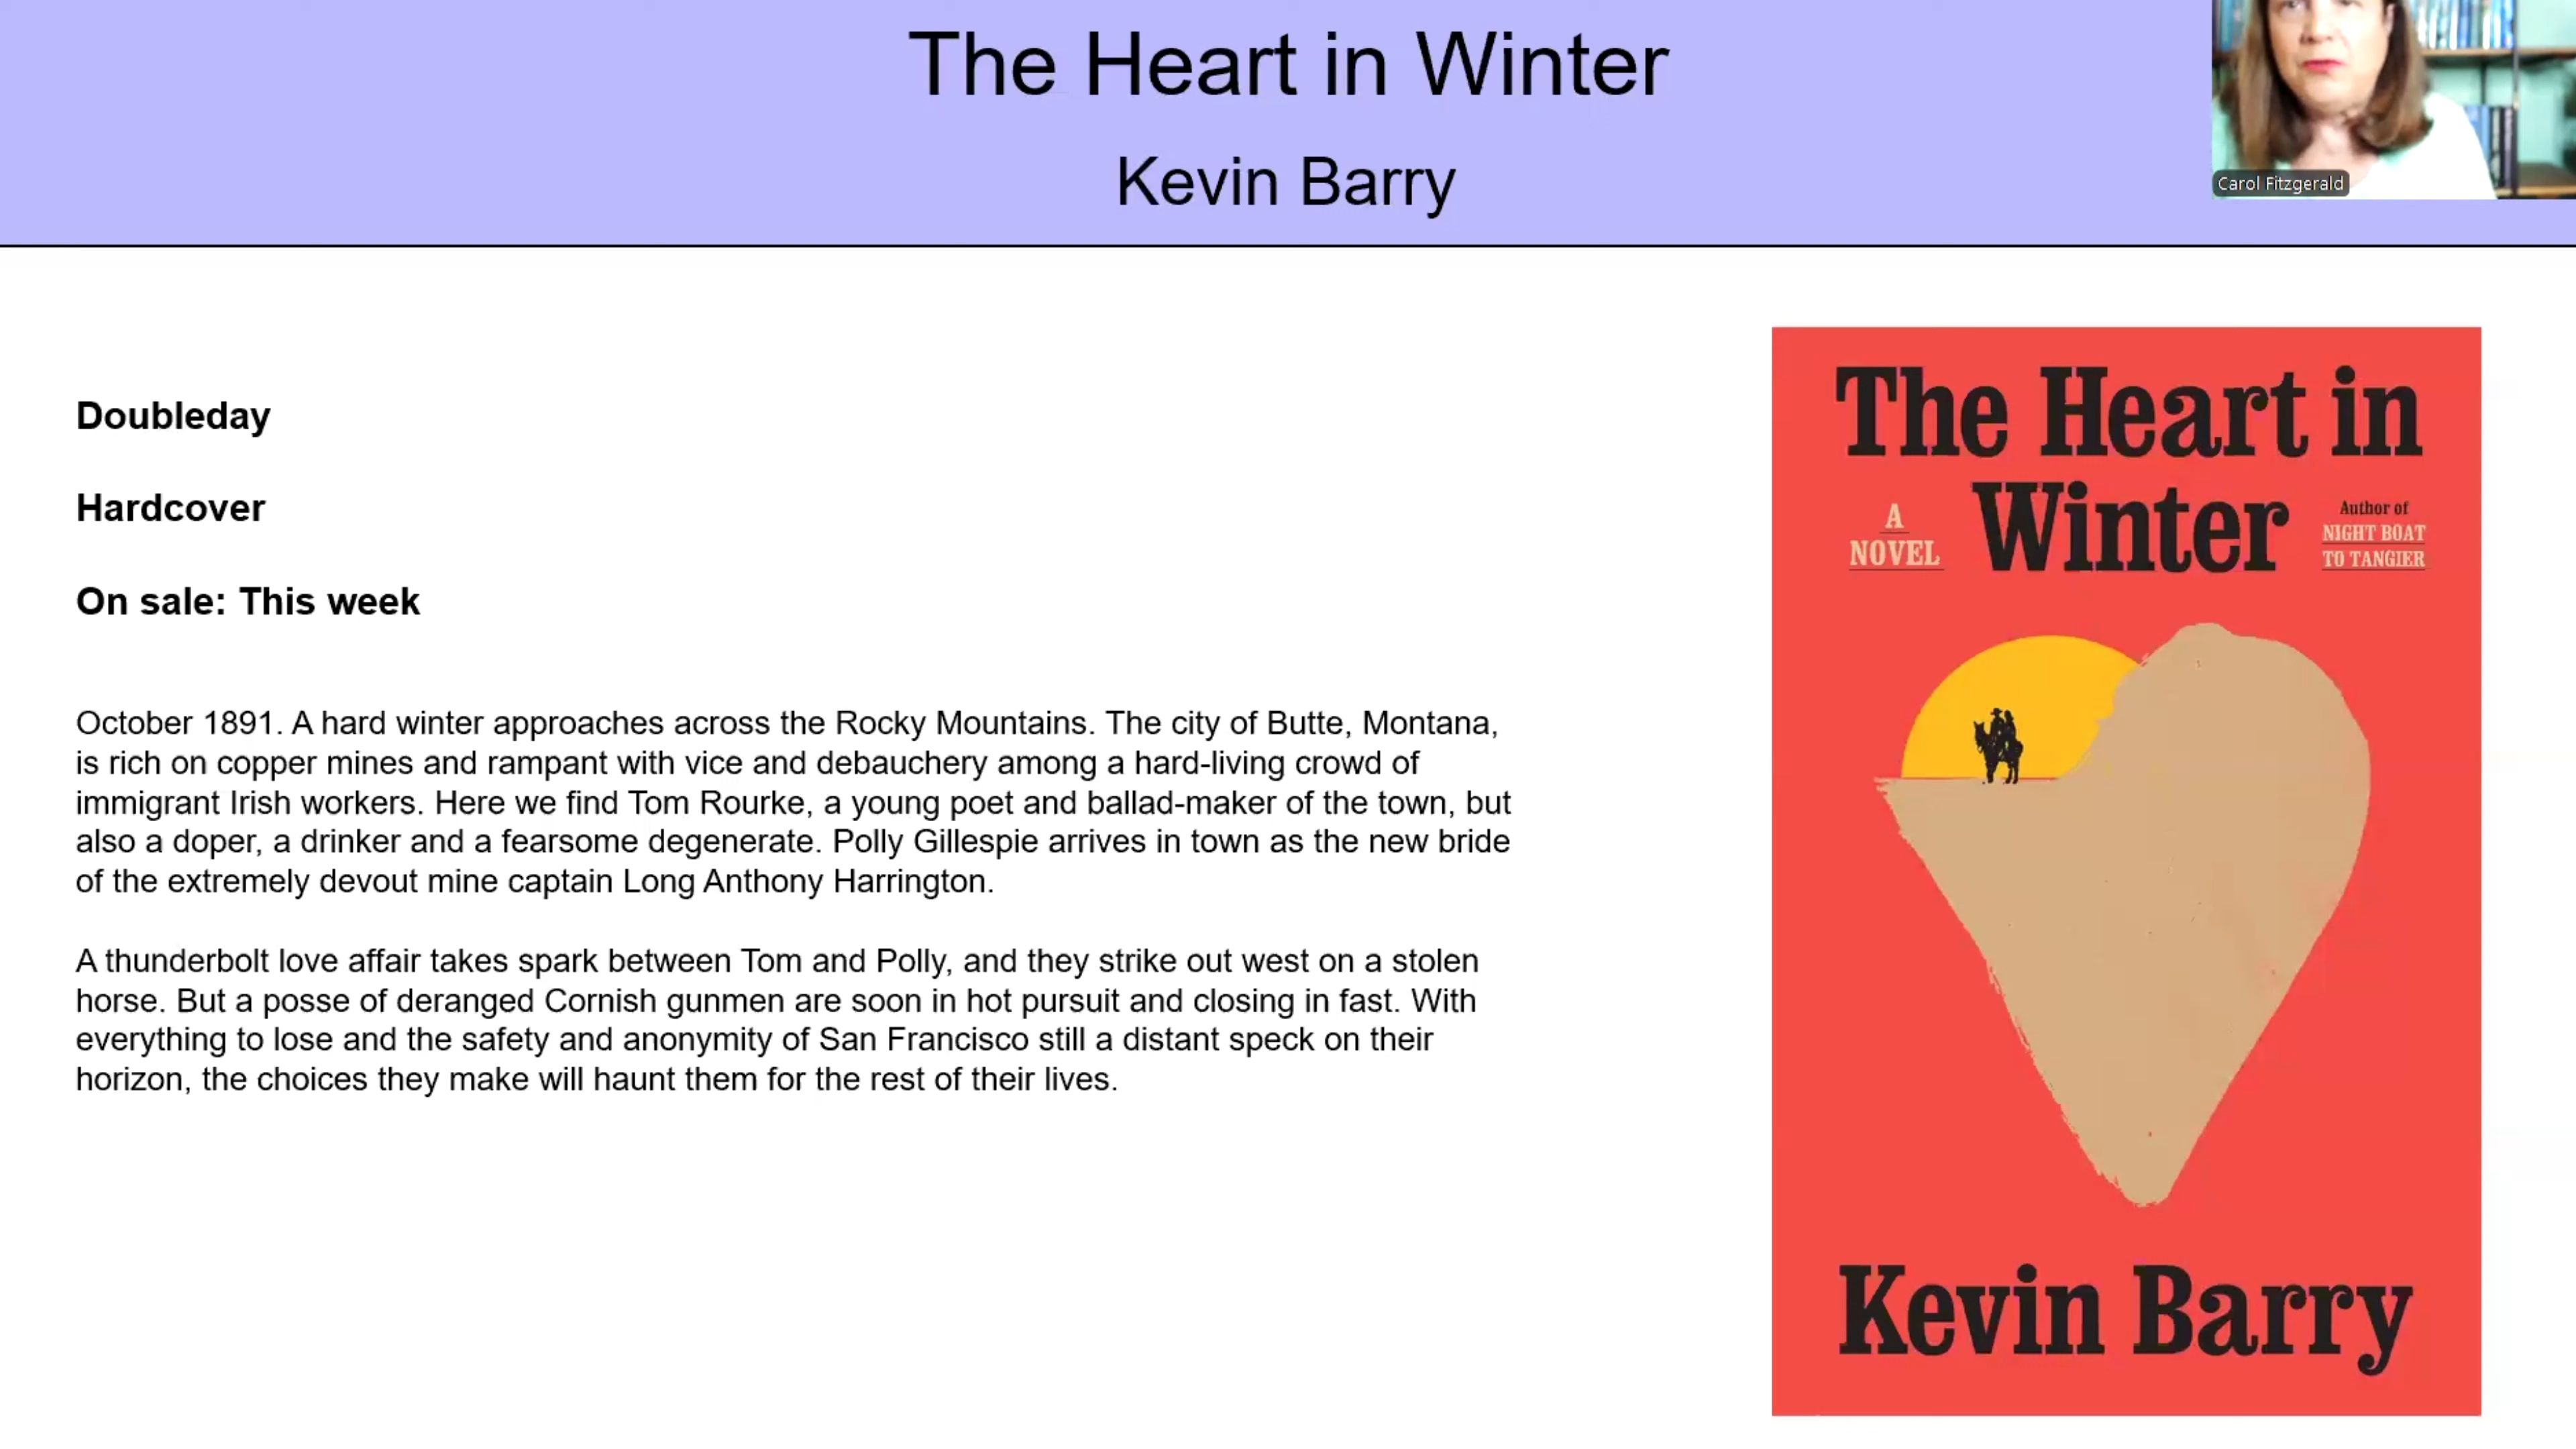 The Heart in Winter
Kevin Barry
Carol Fitzgerald
Doubleday
Hardcover
On sale: This week
October 1891. A hard winter approaches across the Rocky Mountains. The city of Butte, Montana,
is rich on copper mines and rampant with vice and debauchery among a hard-living crowd of
immigrant Irish workers. Here we find Tom Rourke, a young poet and ballad-maker of the town, but
also a doper, a drinker and a fearsome degenerate. Polly Gillespie arrives in town as the new bride
of the extremely devout mine captain Long Anthony Harrington.
A thunderbolt love affair takes spark between Tom and Polly, and they strike out west on a stolen
horse. But a posse of deranged Cornish gunmen are soon in hot pursuit and closing in fast. With
everything to lose and the safety and anonymity of San Francisco still a distant speck on their
horizon, the choices they make will haunt them for the rest of their lives.
The Heart in
Winter
A
NOVEL
Author of
NIGHT BOAT
TO TANGIER
Kevin Barry